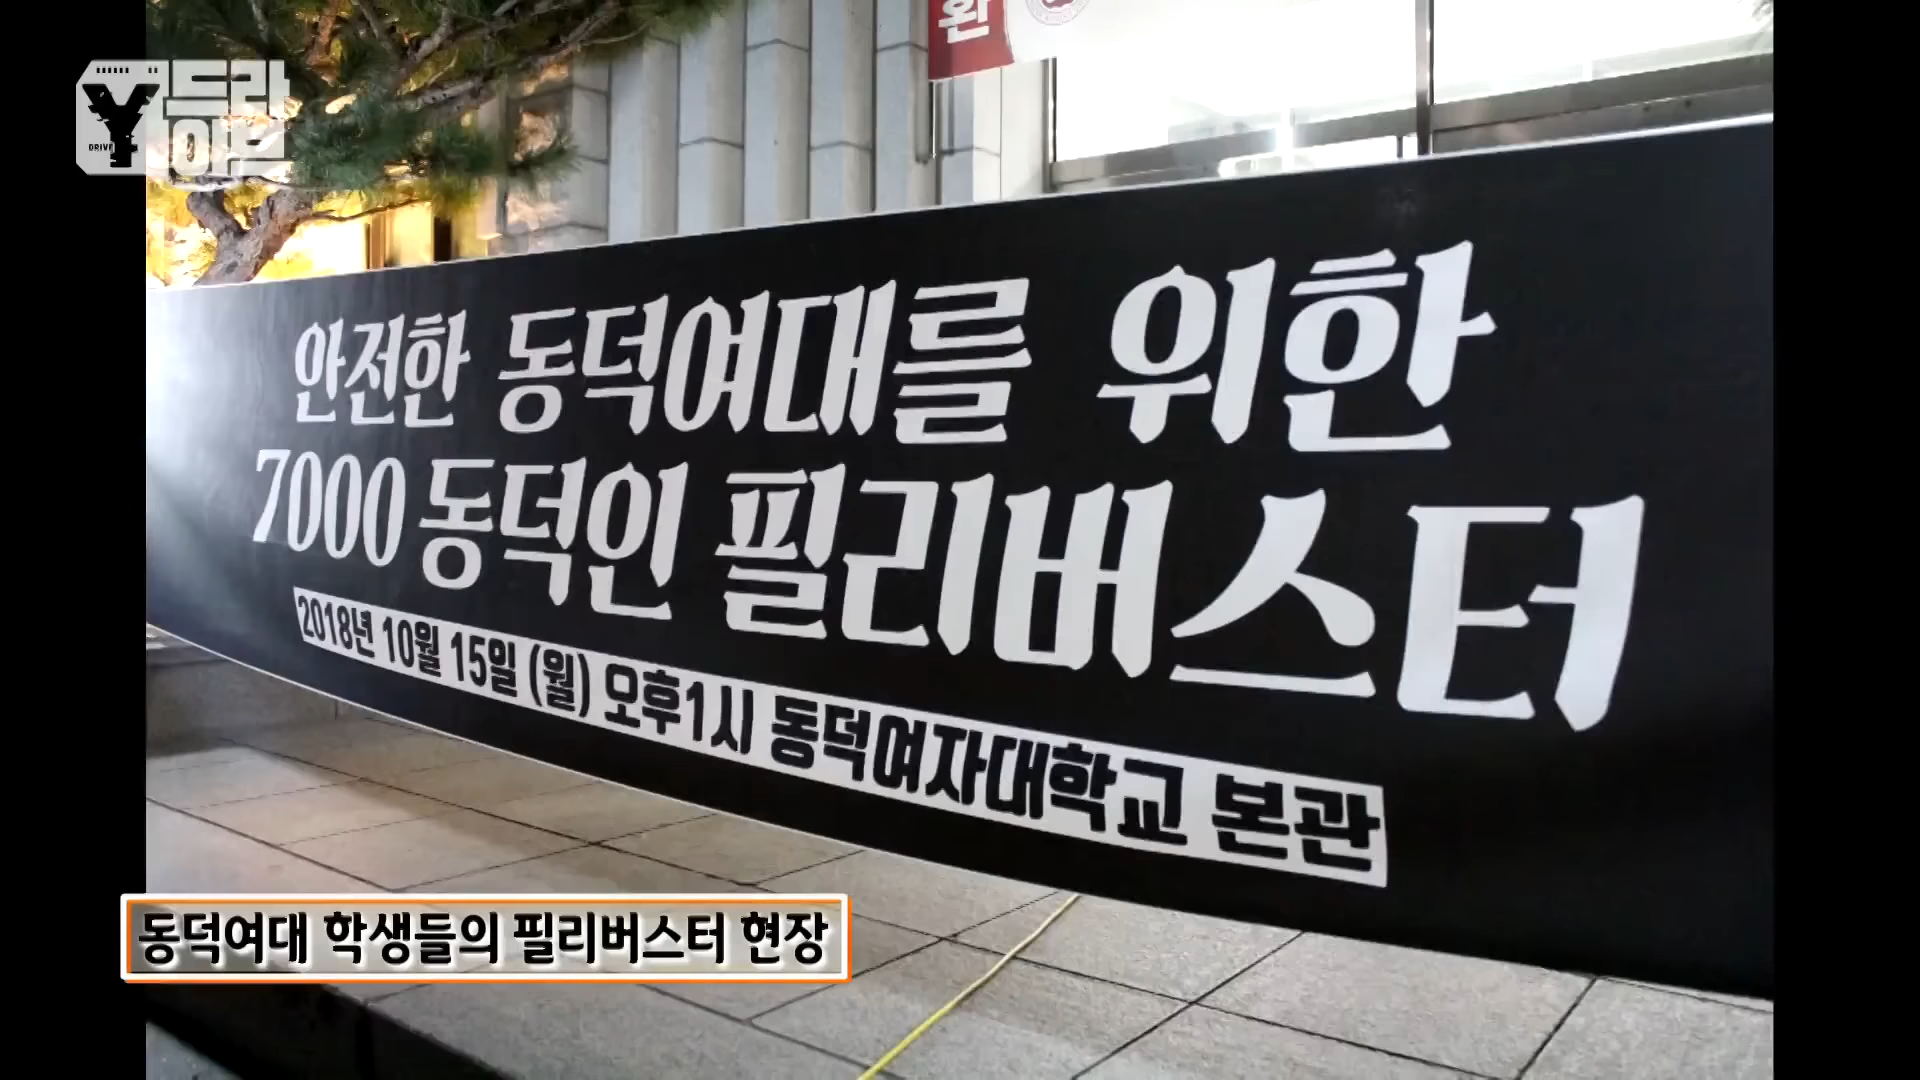 환
Y드라이브
DRIVE
안전한 동덕여대를 위한
7000 동덕인 필리버스터
2018년 10월 15일 (월) 오후1시 동덕여자대학교 본관
동덕여대 학생들의 필리버스터 현장